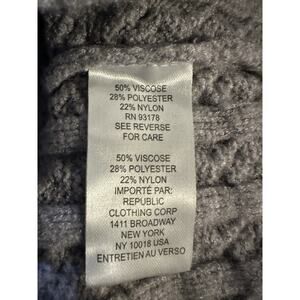 50% VISCOSE
28% POLYESTER
22% NYLON
RN 93178
SEE REVERSE
FOR CARE
50% VISCOSE
28% POLYESTER
22% NYLON
IMPORTÉ PAR:
REPUBLIC
CLOTHING CORP
1411 BROADWAY
NEW YORK
NY 10018 USA
ENTRETIEN AU VERSO